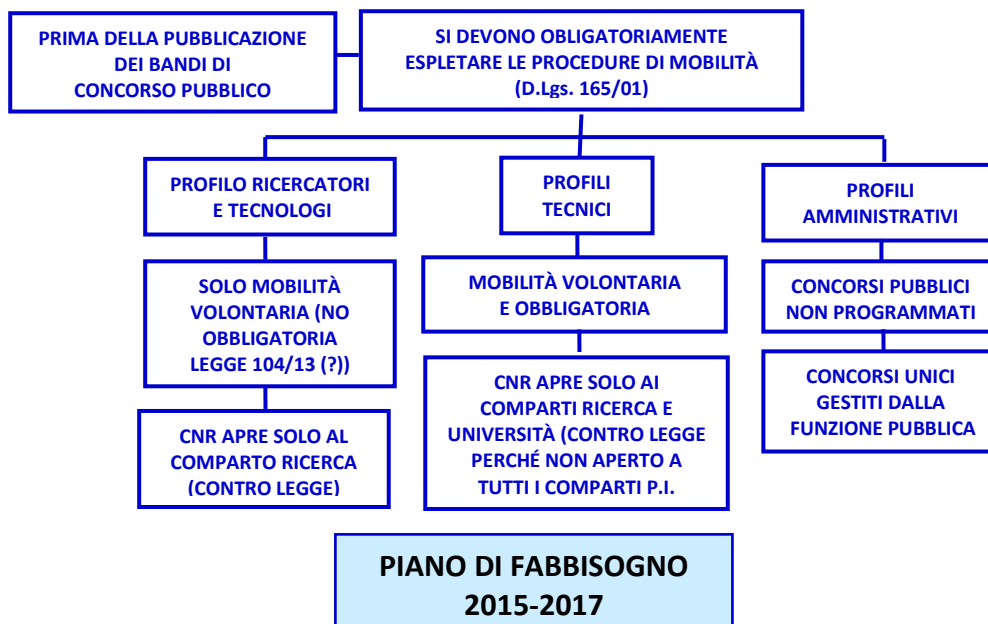 PRIMA DELLA PUBBLICAZIONE
DEI BANDI DI
CONCORSO PUBBLICO
SI DEVONO OBLIGATORIAMENTE
ESPLETARE LE PROCEDURE DI MOBILITÀ
(D.Lgs. 165/01)
PROFILO RICERCATORI
E TECNOLOGI
SOLO MOBILITÀ
VOLONTARIA (NO
OBBLIGATORIA
LEGGE 104/13 (?))
CNR APRE SOLO AL
COMPARTO RICERCA
(CONTRO LEGGE)
PROFILI
TECNICI
MOBILITÀ VOLONTARIA
E OBBLIGATORIA
CNR APRE SOLO AI
COMPARTI RICERCA E
UNIVERSITÀ (CONTRO LEGGE
PERCHÉ NON APERTO A
TUTTI I COMPARTI P.I.
PROFILI
AMMINISTRATIVI
CONCORSI PUBBLICI
NON PROGRAMMATI
CONCORSI UNICI
GESTITI DALLA
FUNZIONE PUBBLICA
PIANO DI FABBISOGNO
2015-2017